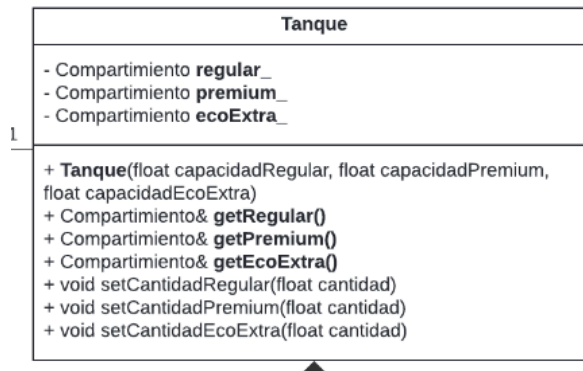 Tanque
- Compartimiento regular_
- Compartimiento premium_
- Compartimiento ecoExtra_
1
+ Tanque(float capacidadRegular, float capacidadPremium,
float capacidadEcoExtra)
+ Compartimiento& getRegular()
+ Compartimiento& getPremium()
+ Compartimiento& getEcoExtra()
+ void setCantidadRegular(float cantidad)
+ void setCantidadPremium(float cantidad)
+ void setCantidadEcoExtra(float cantidad)